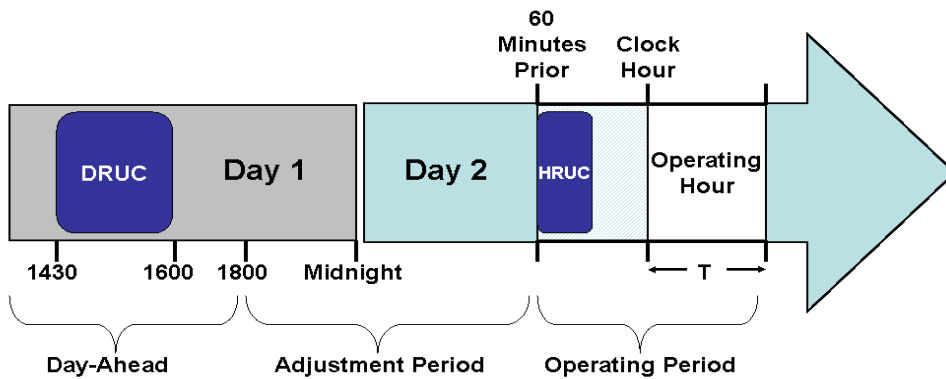 60
Minutes
Prior
Clock
Hour
DRUC
Day 1
Day 2
HRUC
Operating
Hour
1430
1600
1800
Midnight
T
Day-Ahead
Adjustment Period
Operating Period